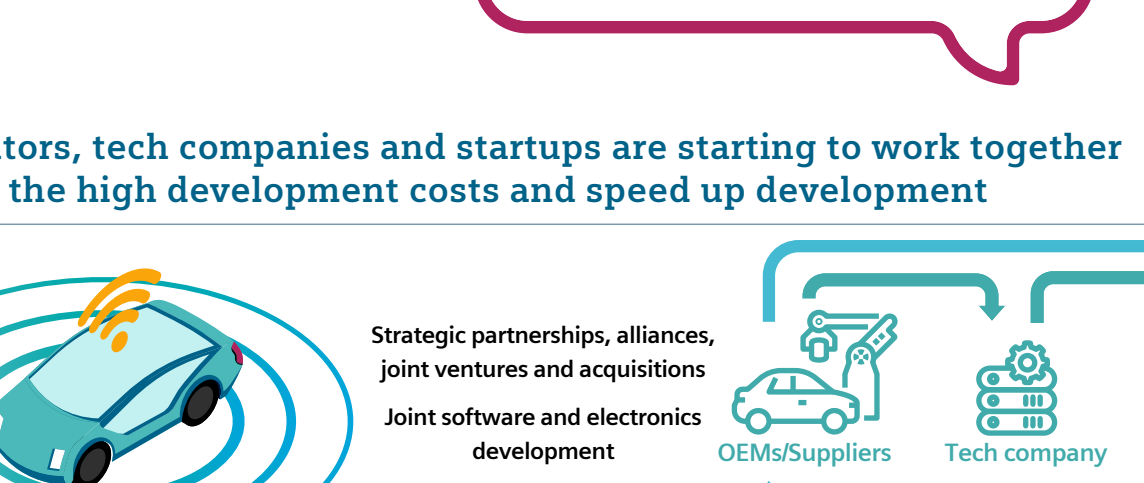 tors, tech companies and startups are starting to work together
the high development costs and speed up development
Strategic partnerships, alliances,
joint ventures and acquisitions
Joint software and electronics
development
OEMs/Suppliers
Tech company